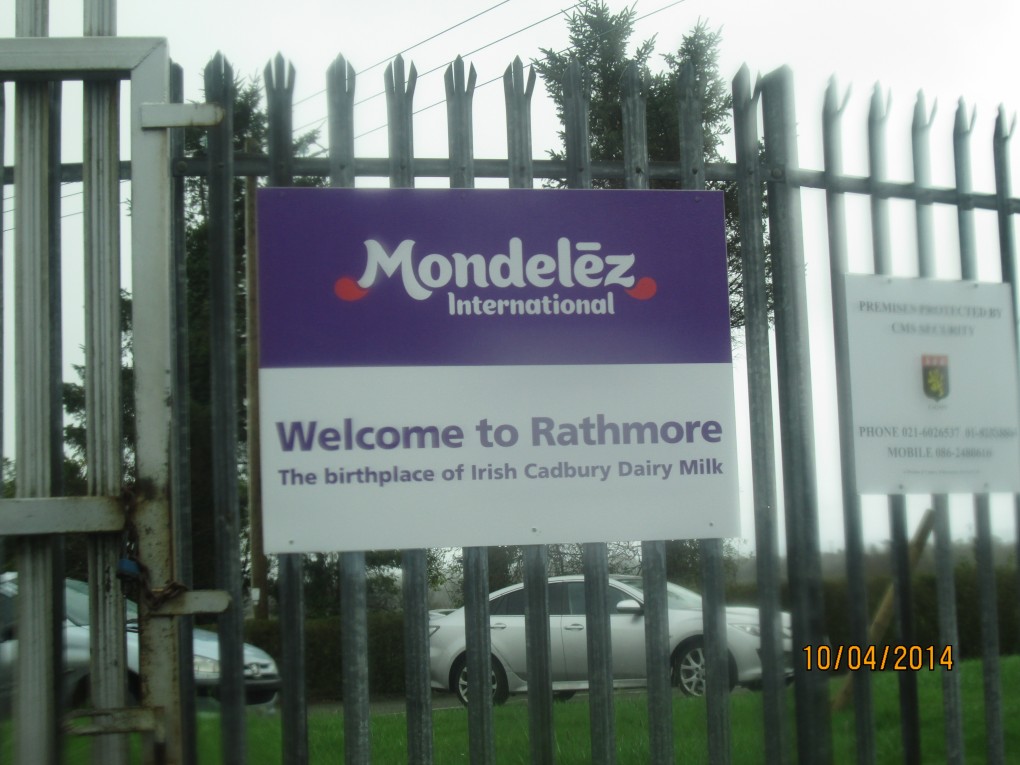 Mondelēz
International
Welcome to Rathmore
The birthplace of Irish Cadbury Dairy Milk
PREMISES PROTECTED BY
CMS SECURITY
PHONE 021-6026537
MOBILE
10/04/2014